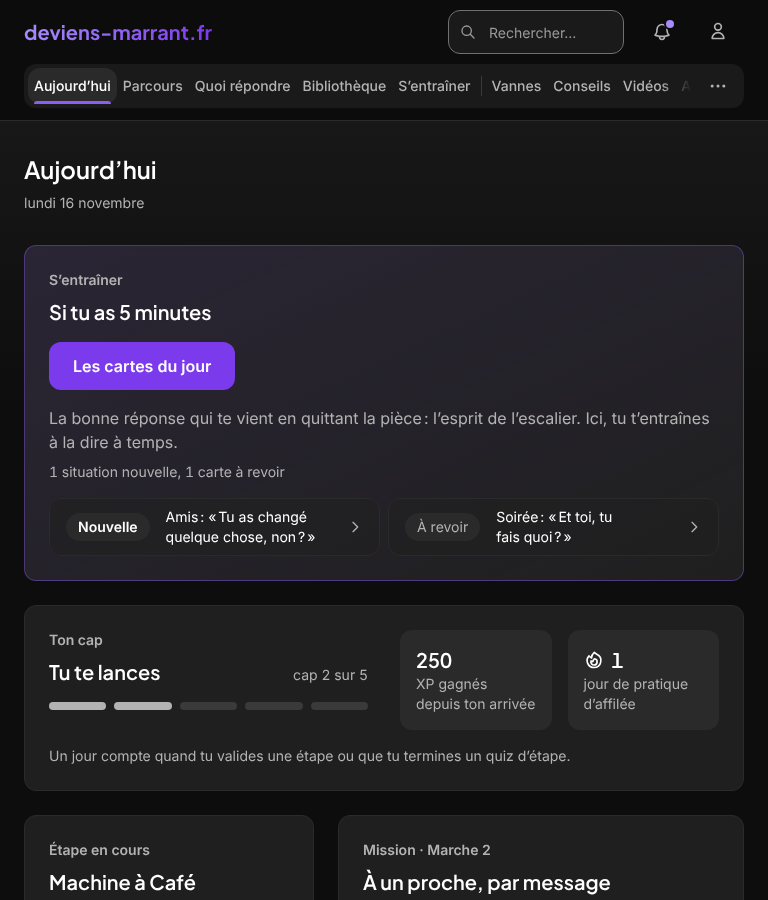 deviens-marrant.fr
Rechercher...
Aujourd’hui Parcours Quoi répondre Bibliothèque S’entraîner Vannes Conseils Vidéos
Aujourd’hui
lundi 16 novembre
S’entraîner
Si tu as 5 minutes
Les cartes du jour
La bonne réponse qui te vient en quittant la pièce : l’esprit de l’escalier. Ici, tu t’entraînes
à la dire à temps.
1 situation nouvelle, 1 carte à revoir
Nouvelle
Amis : « Tu as changé
quelque chose, non ? »
À revoir
Soirée : « Et toi, tu
fais quoi ? »
Ton cap
Tu te lances
cap 2 sur 5
250
XP gagnés
depuis ton arrivée
1
jour de pratique
d’affilée
Un jour compte quand tu valides une étape ou que tu termines un quiz d’étape.
Étape en cours
Machine à Café
Mission · Marche 2
À un proche, par message